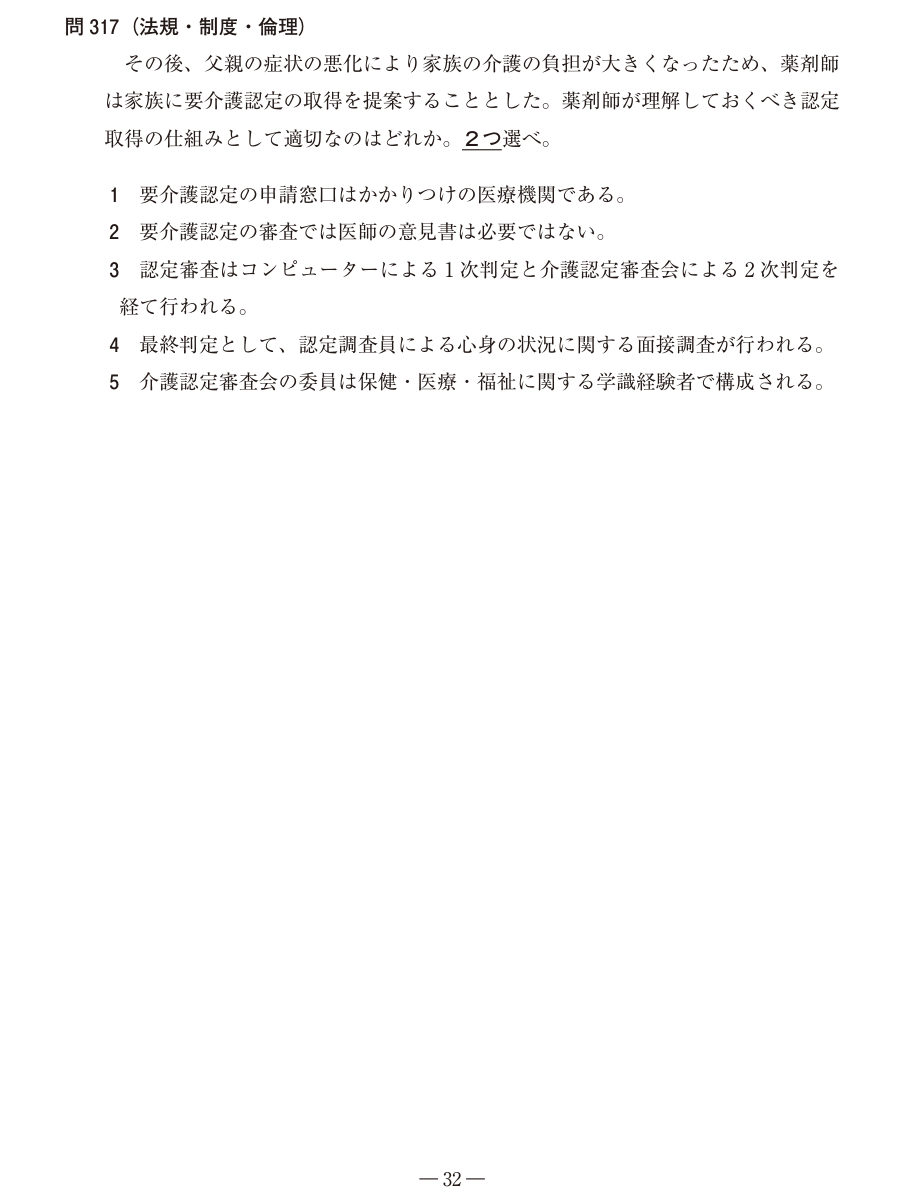 問 317（法規・制度・倫理）
その後、父親の症状の悪化により家族の介護の負担が大きくなったため、薬剤師
は家族に要介護認定の取得を提案することとした。薬剤師が理解しておくべき認定
取得の仕組みとして適切なのはどれか。２つ選べ。
1　要介護認定の申請窓口はかかりつけの医療機関である。
2　要介護認定の審査では医師の意見書は必要ではない。
3　認定審査はコンピューターによる１次判定と介護認定審査会による２次判定を
経て行われる。
4　最終判定として、認定調査員による心身の状況に関する面接調査が行われる。
5　介護認定審査会の委員は保健・医療・福祉に関する学識経験者で構成される。
― 32 ―